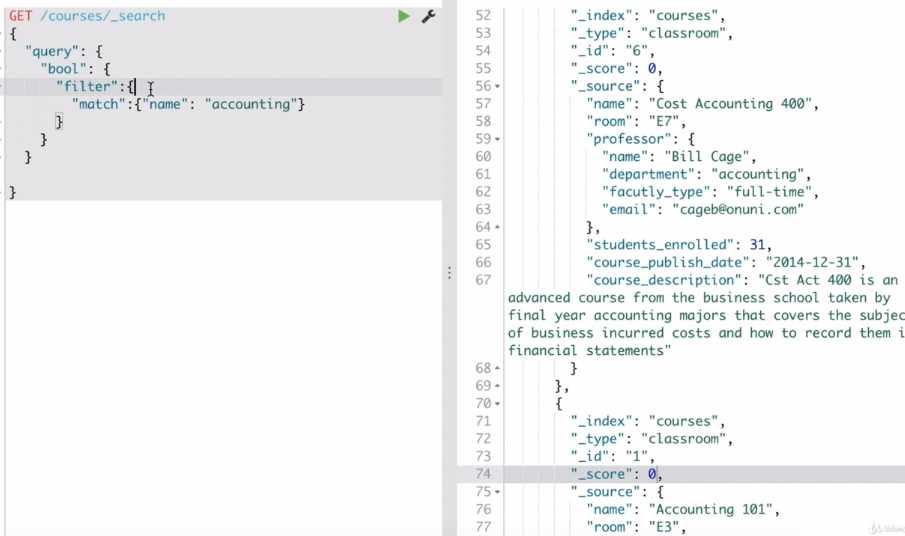 GET /courses/_search
{
"query": {
"bool": {
"filter":{
"match":{"name": "accounting"}
}
}
}
}
52 "_index": "courses",
53 "_type": "classroom",
54 "_id": "6",
55 "_score": 0,
56 "_source": {
57 "name": "Cost Accounting 400",
58 "room": "E7",
59 "professor": {
60 "name": "Bill Cage",
61 "department": "accounting",
62 "facutly_type": "full-time",
63 "email": "cageb@onuni.com"
64 },
65 "students_enrolled": 31,
66 "course_publish_date": "2014-12-31",
67 "course_description": "Cst Act 400 is an
advanced course from the business school taken by
final year accounting majors that covers the subjec
of business incurred costs and how to record them i
financial statements"
68 }
69 },
70 {
71 "_index": "courses",
72 "_type": "classroom",
73 "_id": "1",
74 "_score": 0,
75 "_source": {
76 "name": "Accounting 101",
77 "room": "E3",